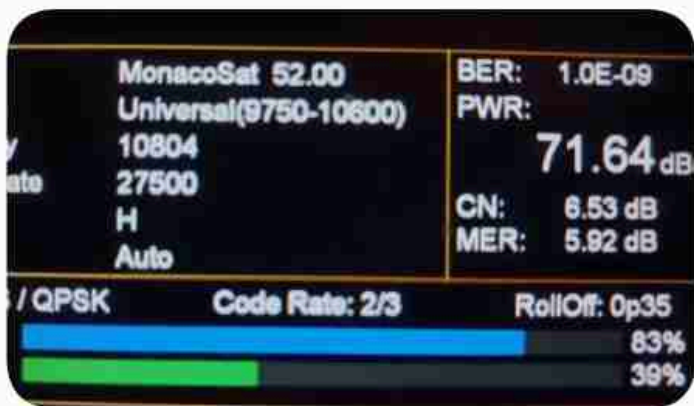 MonacoSat 52.00
Universal(9750-10600)
y 10804
ate 27500
H
Auto
BER: 1.0E-09
PWR:
71.64 dB
CN: 6.53 dB
MER: 5.92 dB
/ QPSK Code Rate: 2/3 RollOff: 0p35
83%
39%